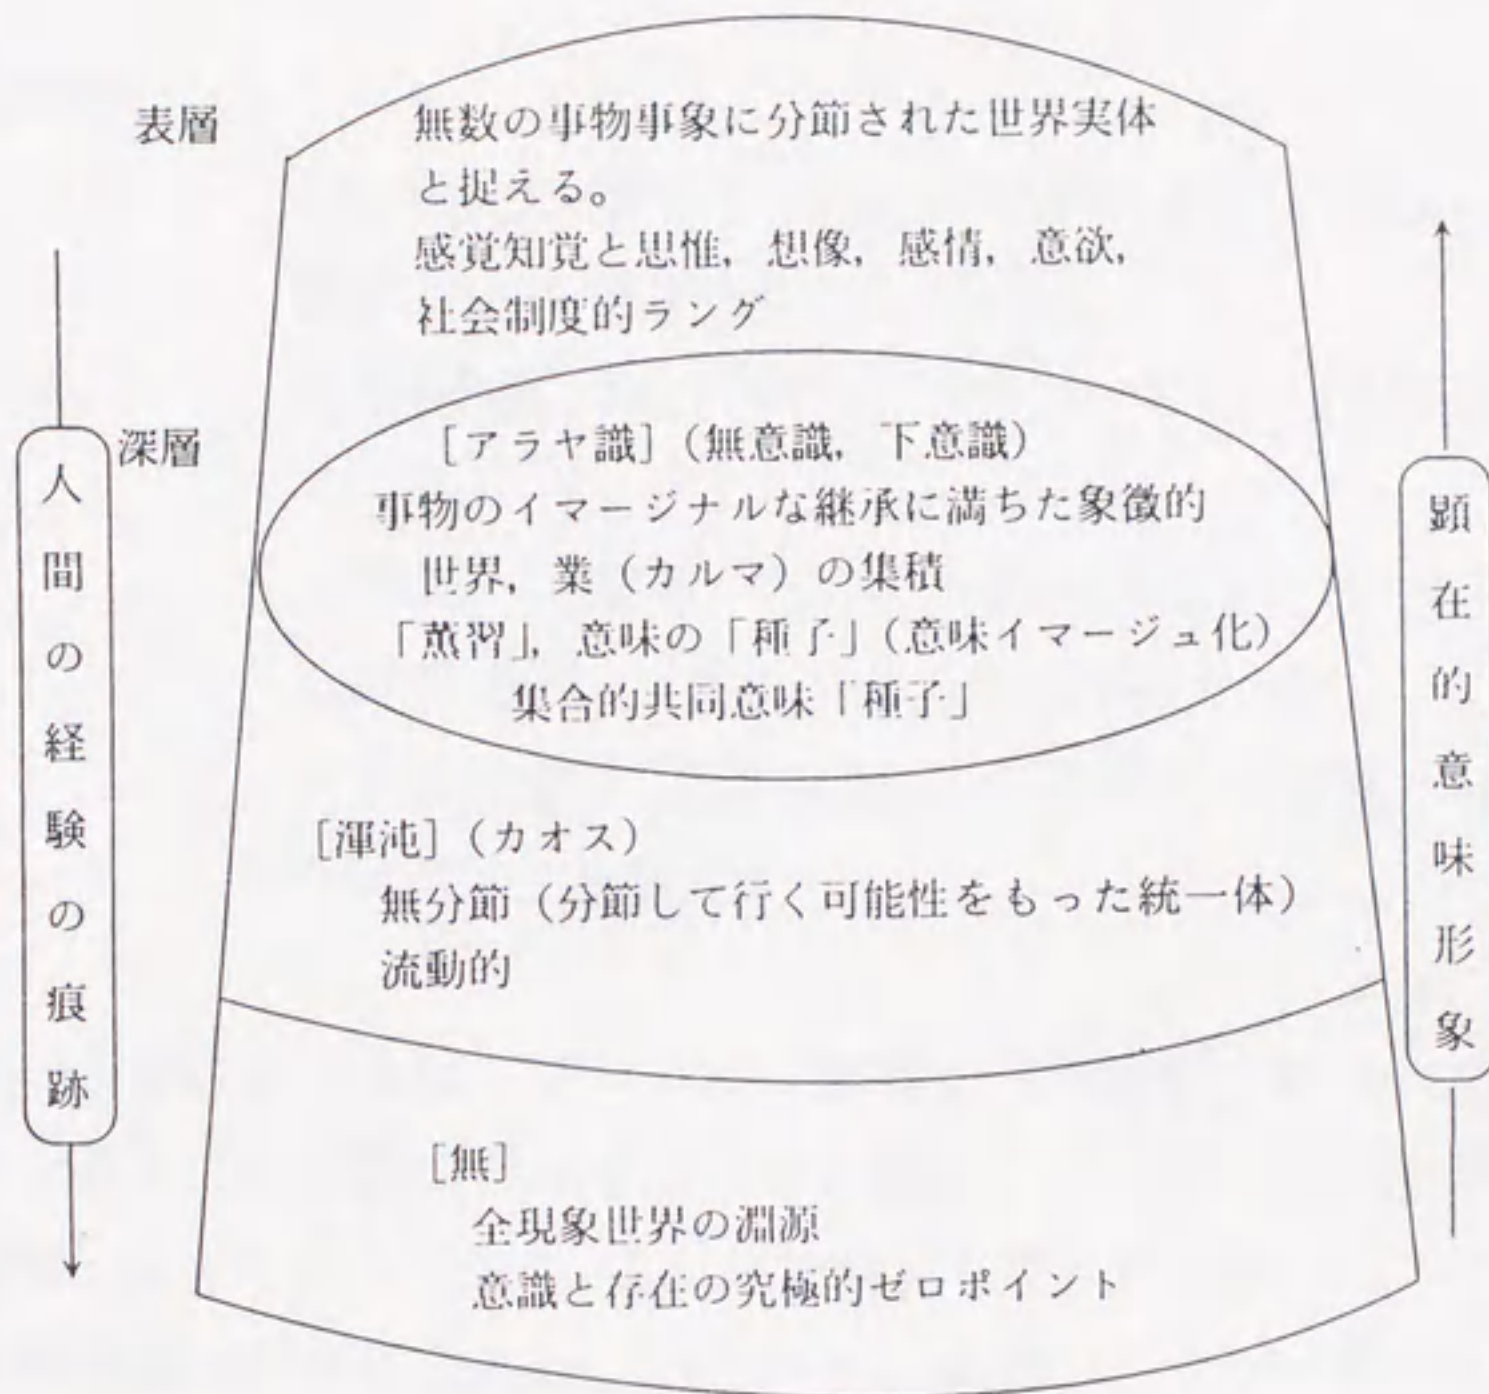 表層
無数の事物事象に分節された世界実体
と捉える。
感覚知覚と思惟，想像，感情，意欲，
社会制度的ラング
深層
[アラヤ識]（無意識，下意識）
事物のイマージナルな継承に満ちた象徴的
世界，業（カルマ）の集積
「薫習」，意味の「種子」（意味イマージュ化）
集合的共同意味「種子」
[渾沌]（カオス）
無分節（分節して行く可能性をもった統一体）
流動的
[無]
全現象世界の淵源
意識と存在の究極的ゼロポイント
人間の経験の痕跡
顕在的意味形象